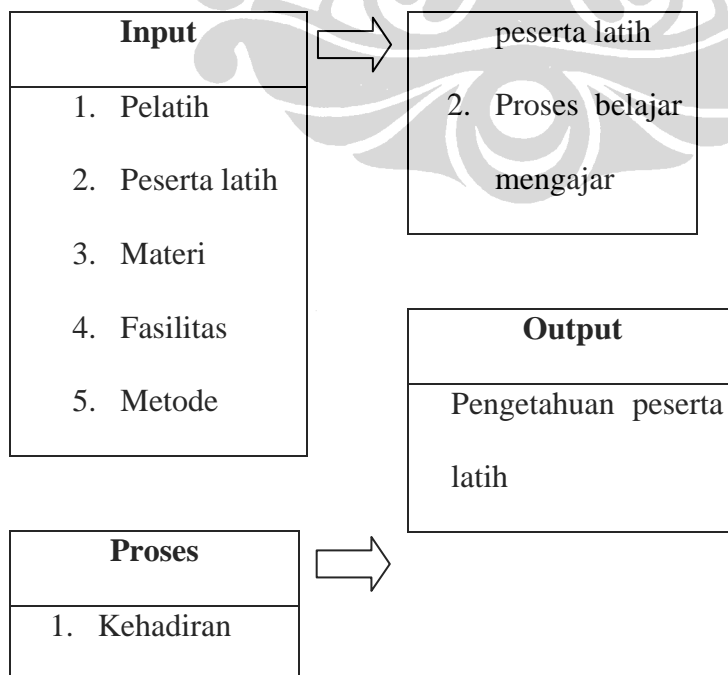 Input
1. Pelatih
2. Peserta latih
3. Materi
4. Fasilitas
5. Metode
Proses
1. Kehadiran
peserta latih
2. Proses belajar
mengajar
Output
Pengetahuan peserta
latih